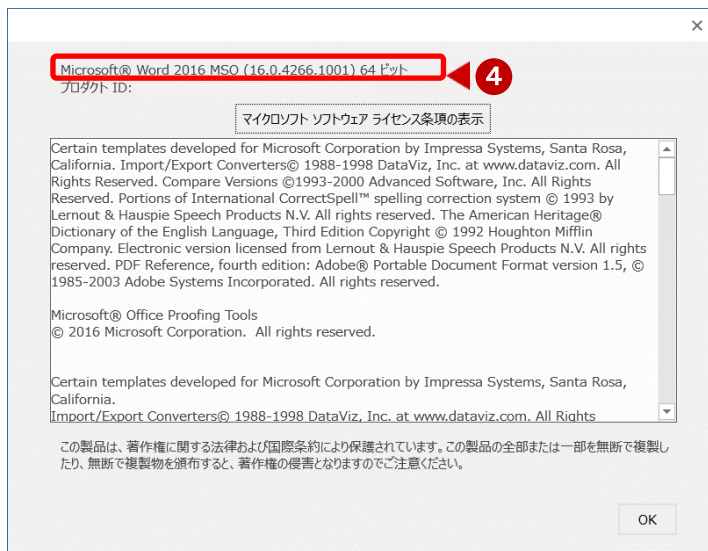 Microsoft® Word 2016 MSO (16.0.4266.1001) 64 ビット
4
プロダクト ID:
マイクロソフト ソフトウェア ライセンス条項の表示
Certain templates developed for Microsoft Corporation by Impressa Systems, Santa Rosa,
California. Import/Export Converters© 1988-1998 DataViz, Inc. at www.dataviz.com. All
Rights Reserved. Compare Versions ©1993-2000 Advanced Software, Inc. All Rights
Reserved. Portions of International CorrectSpell™ spelling correction system © 1993 by
Lernout & Hauspie Speech Products N.V. All rights reserved. The American Heritage®
Dictionary of the English Language, Third Edition Copyright © 1992 Houghton Mifflin
Company. Electronic version licensed from Lernout & Hauspie Speech Products N.V. All rights
reserved. PDF Reference, fourth edition: Adobe® Portable Document Format version 1.5, ©
1985-2003 Adobe Systems Incorporated. All rights reserved.
Microsoft® Office Proofing Tools
© 2016 Microsoft Corporation.  All rights reserved.
Certain templates developed for Microsoft Corporation by Impressa Systems, Santa Rosa,
California.
Import/Export Converters© 1988-1998 DataViz, Inc. at www.dataviz.com. All Rights
この製品は、著作権に関する法律および国際条約により保護されています。この製品の全部または一部を無断で複製し
たり、無断で複製物を頒布すると、著作権の侵害となりますのでご注意ください。
OK